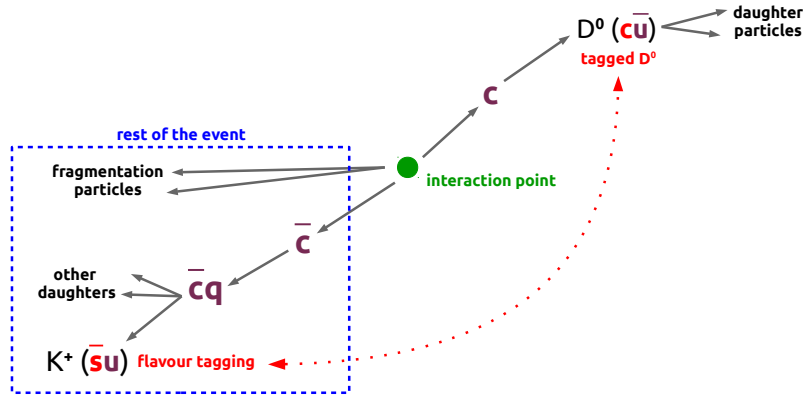 D⁰ (cu̅)
tagged D⁰
daughter
particles
c
rest of the event
fragmentation
particles
interaction point
c̅
c̅q
other
daughters
K⁺ (s̅u) flavour tagging